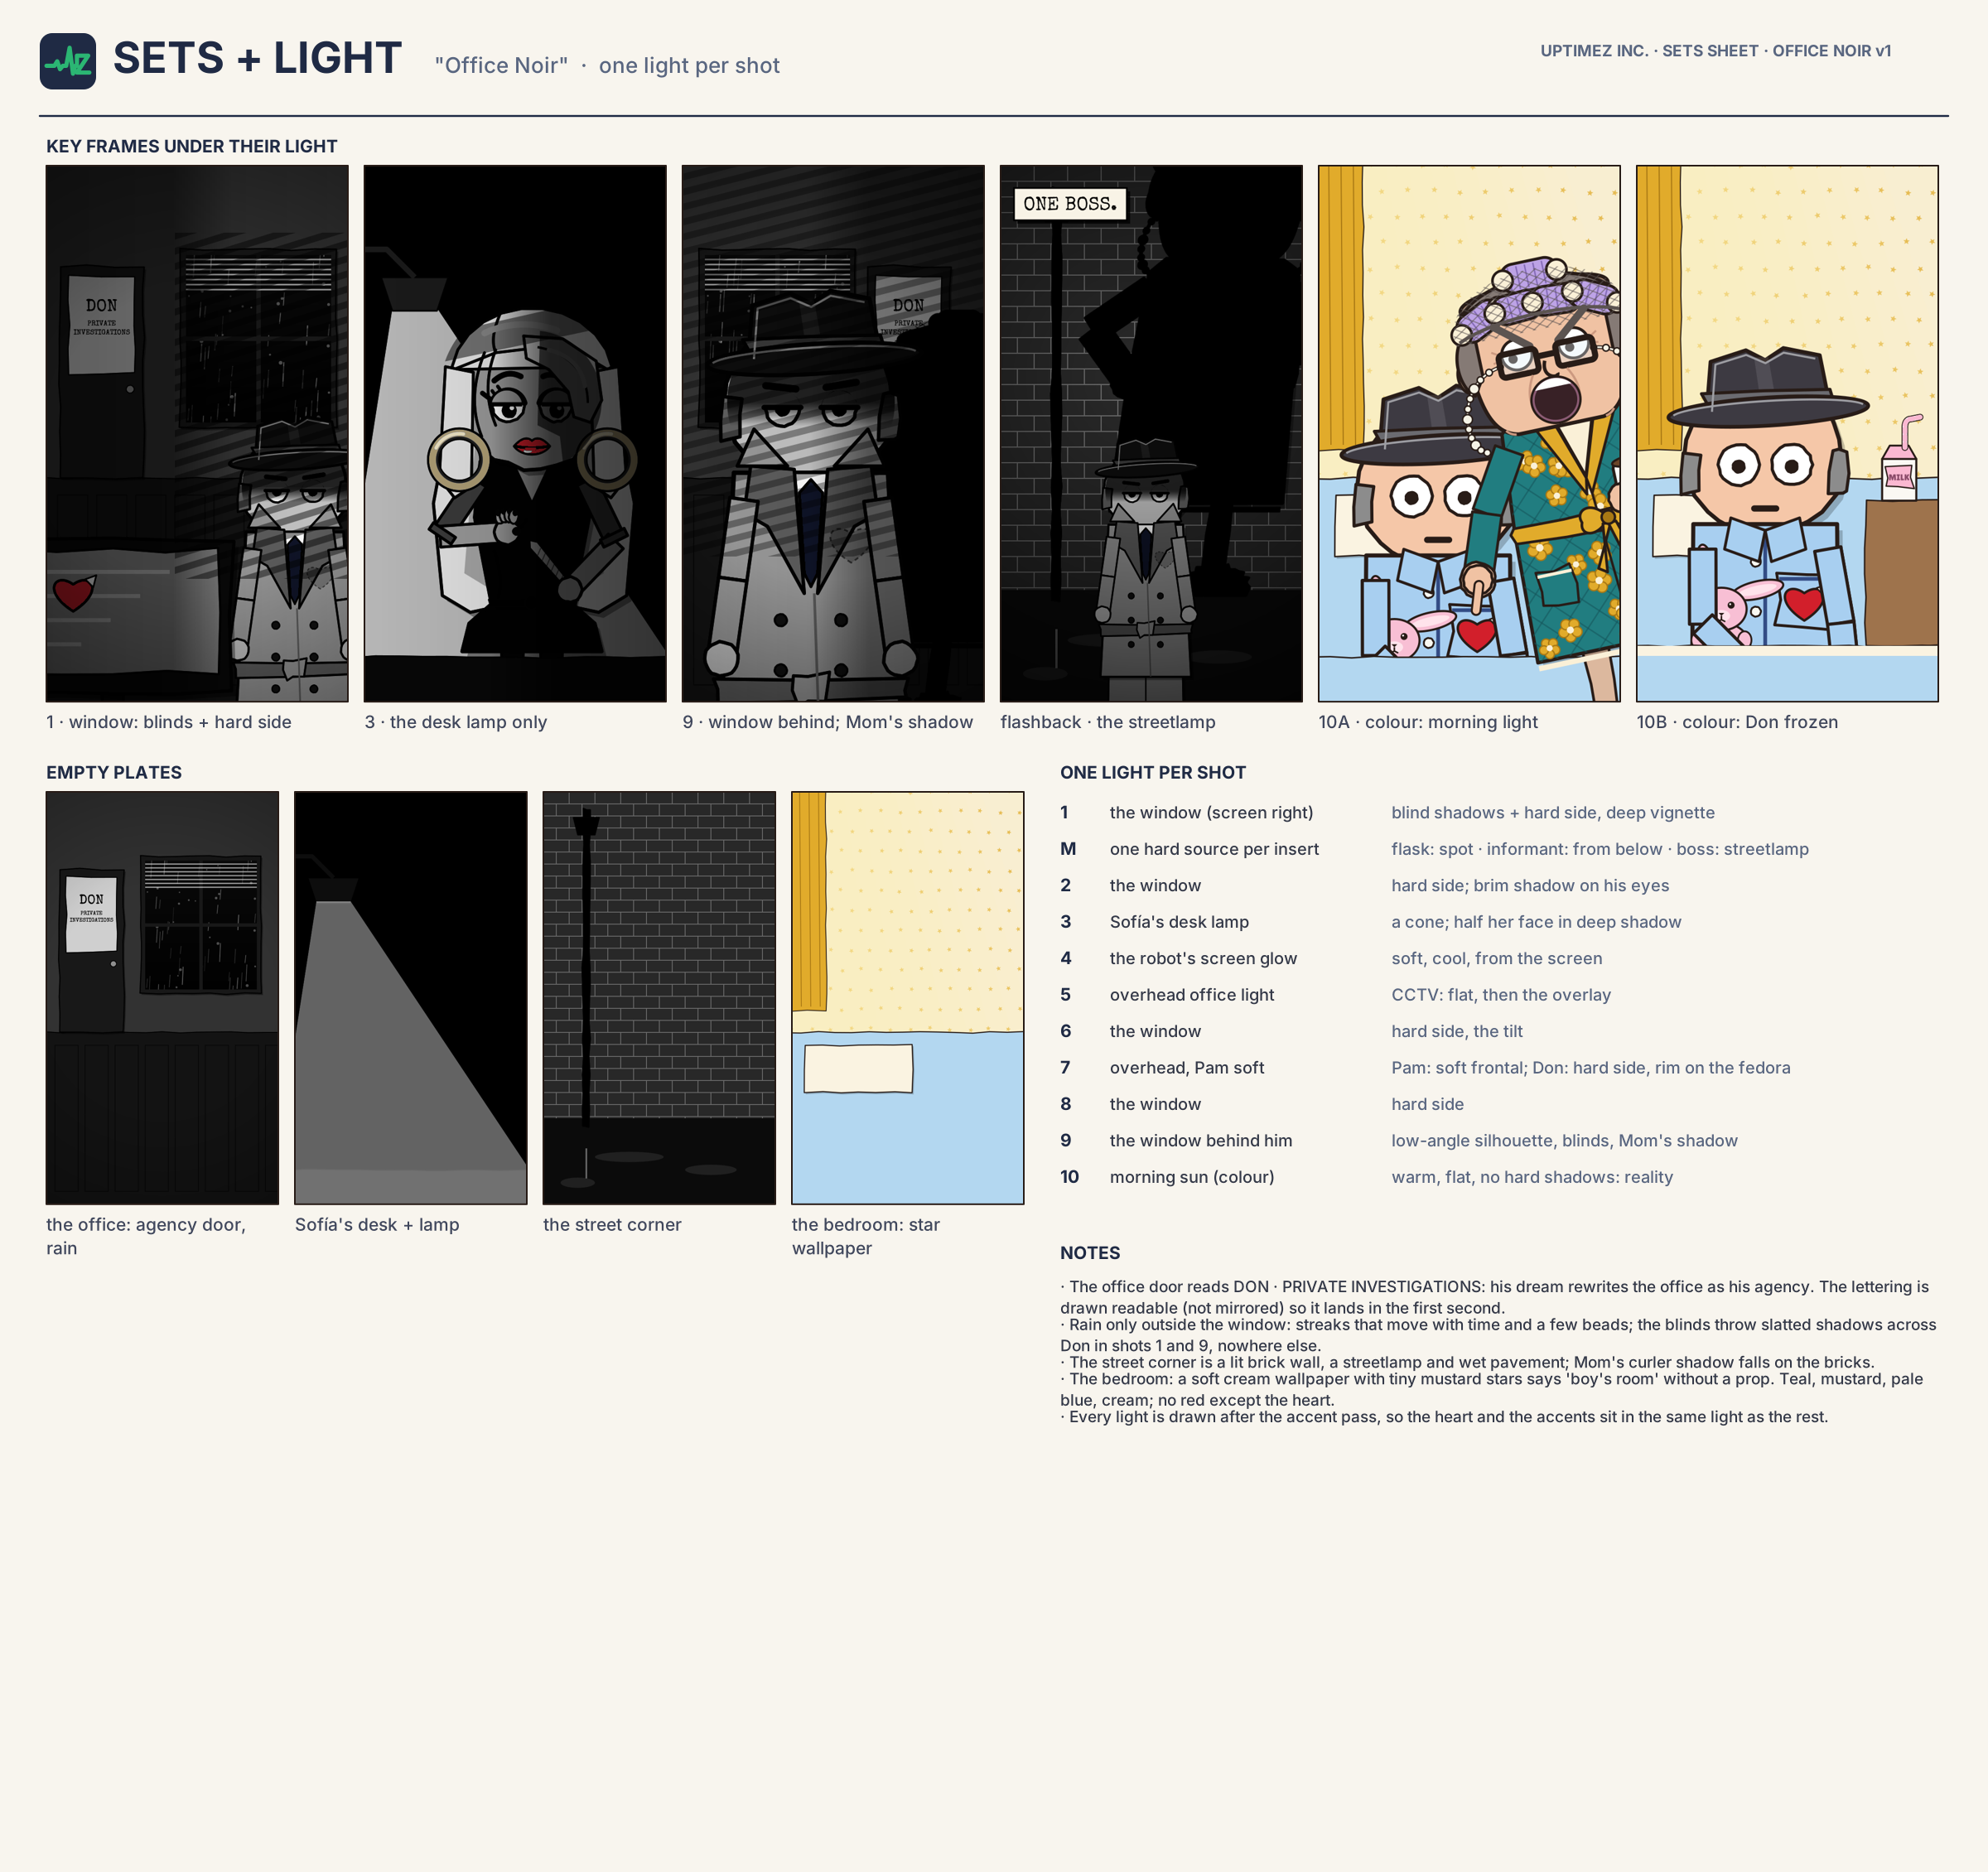 SETS + LIGHT
"Office Noir" · one light per shot
UPTIMEZ INC. · SETS SHEET · OFFICE NOIR v1
KEY FRAMES UNDER THEIR LIGHT
DON
PRIVATE
INVESTIGATIONS
DON
PRIVATE
INVESTIGATIONS
ONE BOSS.
MILK
1 · window: blinds + hard side
3 · the desk lamp only
9 · window behind; Mom's shadow
flashback · the streetlamp
10A · colour: morning light
10B · colour: Don frozen
EMPTY PLATES
DON
PRIVATE
INVESTIGATIONS
the office: agency door,
rain
Sofía's desk + lamp
the street corner
the bedroom: star
wallpaper
ONE LIGHT PER SHOT
1 the window (screen right) blind shadows + hard side, deep vignette
M one hard source per insert flask: spot · informant: from below · boss: streetlamp
2 the window hard side; brim shadow on his eyes
3 Sofía's desk lamp a cone; half her face in deep shadow
4 the robot's screen glow soft, cool, from the screen
5 overhead office light CCTV: flat, then the overlay
6 the window hard side, the tilt
7 overhead, Pam soft Pam: soft frontal; Don: hard side, rim on the fedora
8 the window hard side
9 the window behind him low-angle silhouette, blinds, Mom's shadow
10 morning sun (colour) warm, flat, no hard shadows: reality
NOTES
· The office door reads DON · PRIVATE INVESTIGATIONS: his dream rewrites the office as his agency. The lettering is
drawn readable (not mirrored) so it lands in the first second.
· Rain only outside the window: streaks that move with time and a few beads; the blinds throw slatted shadows across
Don in shots 1 and 9, nowhere else.
· The street corner is a lit brick wall, a streetlamp and wet pavement; Mom's curler shadow falls on the bricks.
· The bedroom: a soft cream wallpaper with tiny mustard stars says 'boy's room' without a prop. Teal, mustard, pale
blue, cream; no red except the heart.
· Every light is drawn after the accent pass, so the heart and the accents sit in the same light as the rest.